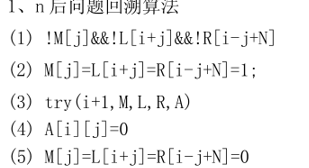 1、n 后问题回溯算法
(1) !M[j]&&!L[i+j]&&!R[i-j+N]
(2) M[j]=L[i+j]=R[i-j+N]=1;
(3) try(i+1,M,L,R,A)
(4) A[i][j]=0
(5) M[j]=L[i+j]=R[i-j+N]=0